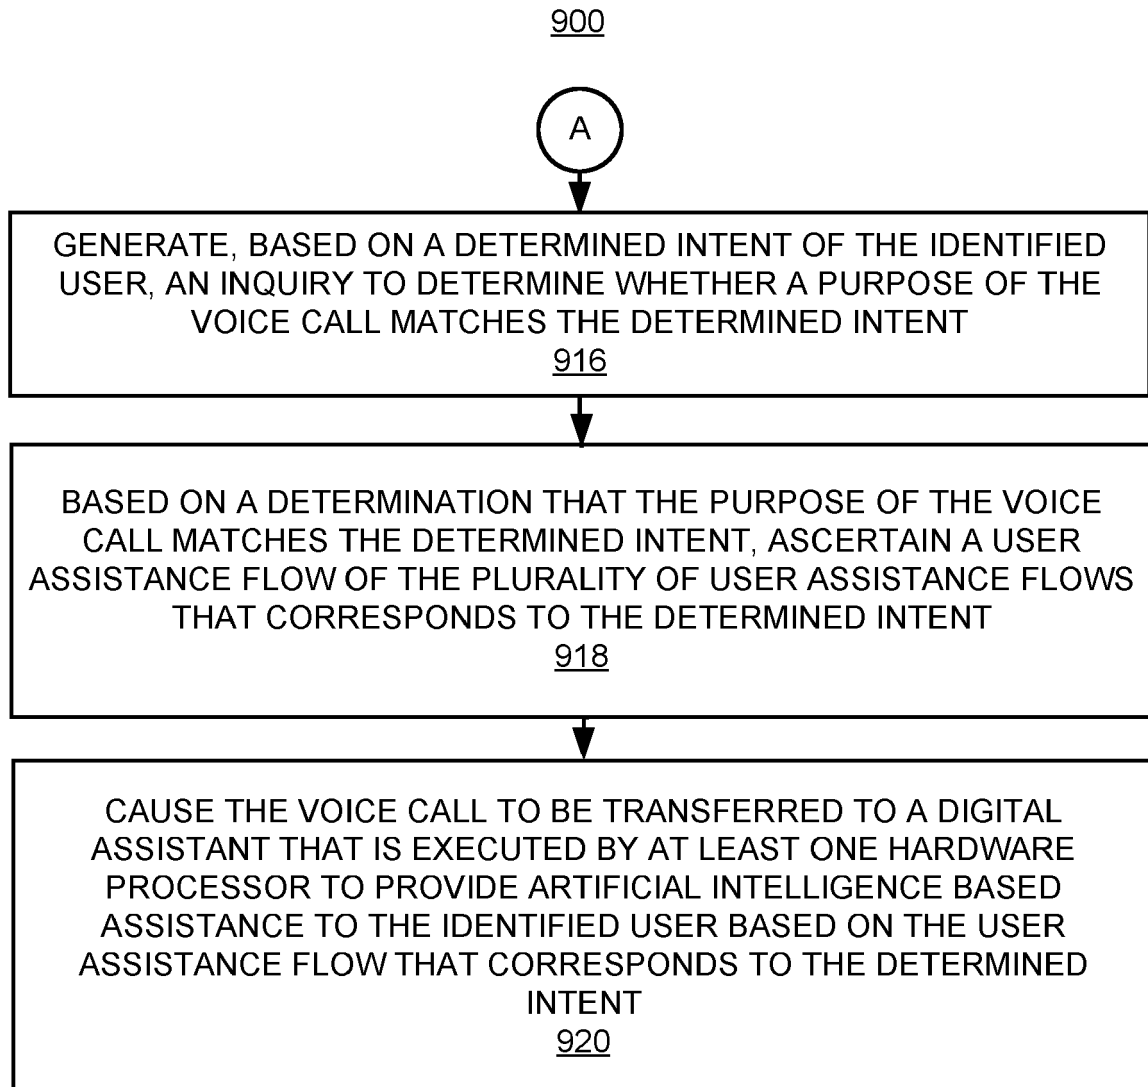 900
A
GENERATE, BASED ON A DETERMINED INTENT OF THE IDENTIFIED
USER, AN INQUIRY TO DETERMINE WHETHER A PURPOSE OF THE
VOICE CALL MATCHES THE DETERMINED INTENT
916
BASED ON A DETERMINATION THAT THE PURPOSE OF THE VOICE
CALL MATCHES THE DETERMINED INTENT, ASCERTAIN A USER
ASSISTANCE FLOW OF THE PLURALITY OF USER ASSISTANCE FLOWS
THAT CORRESPONDS TO THE DETERMINED INTENT
918
CAUSE THE VOICE CALL TO BE TRANSFERRED TO A DIGITAL
ASSISTANT THAT IS EXECUTED BY AT LEAST ONE HARDWARE
PROCESSOR TO PROVIDE ARTIFICIAL INTELLIGENCE BASED
ASSISTANCE TO THE IDENTIFIED USER BASED ON THE USER
ASSISTANCE FLOW THAT CORRESPONDS TO THE DETERMINED
INTENT
920